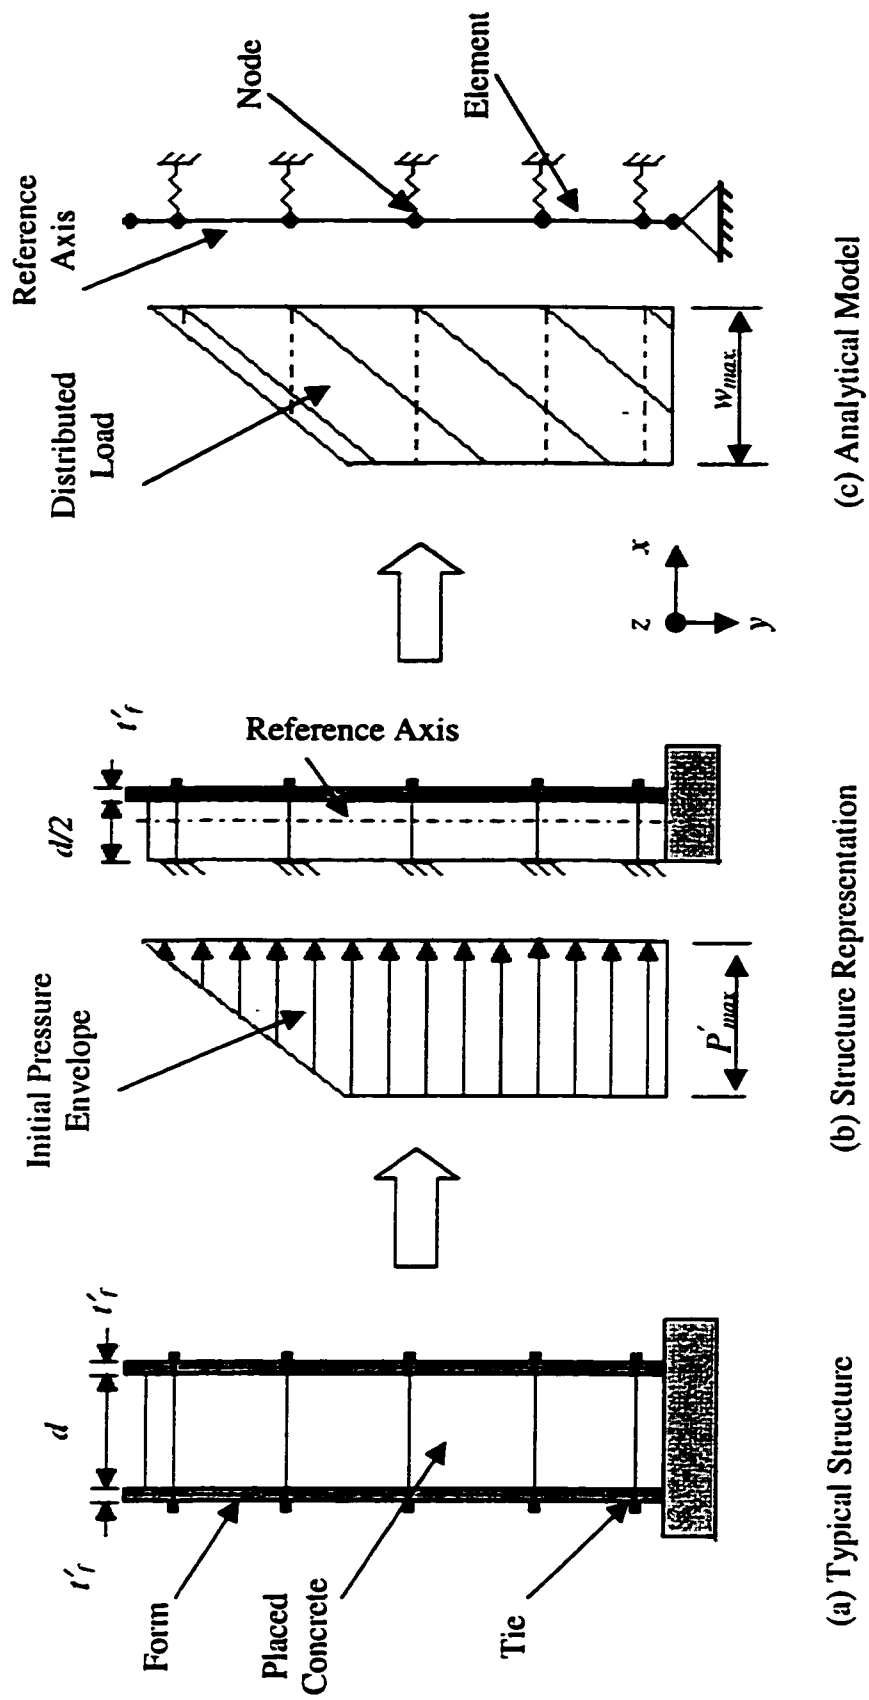 t'f
d
t'f
Form
Placed
Concrete
Tie
(a) Typical Structure
Initial Pressure
Envelope
P'max
d/2
t'f
Reference Axis
(b) Structure Representation
z
x
y
Distributed
Load
Reference
Axis
Node
Element
wmax.
(c) Analytical Model